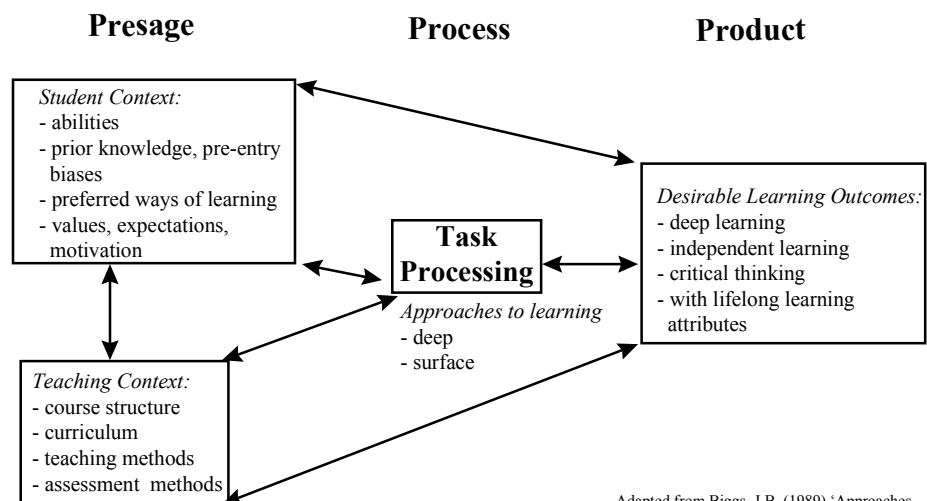 Presage
Process
Product
Student Context:
- abilities
- prior knowledge, pre-entry
biases
- preferred ways of learning
- values, expectations,
motivation
Task
Processing
Approaches to learning
- deep
- surface
Desirable Learning Outcomes:
- deep learning
- independent learning
- critical thinking
- with lifelong learning
attributes
Teaching Context:
- course structure
- curriculum
- teaching methods
- assessment methods
Adapted from Biggs, J.B. (1989) ‘Approaches